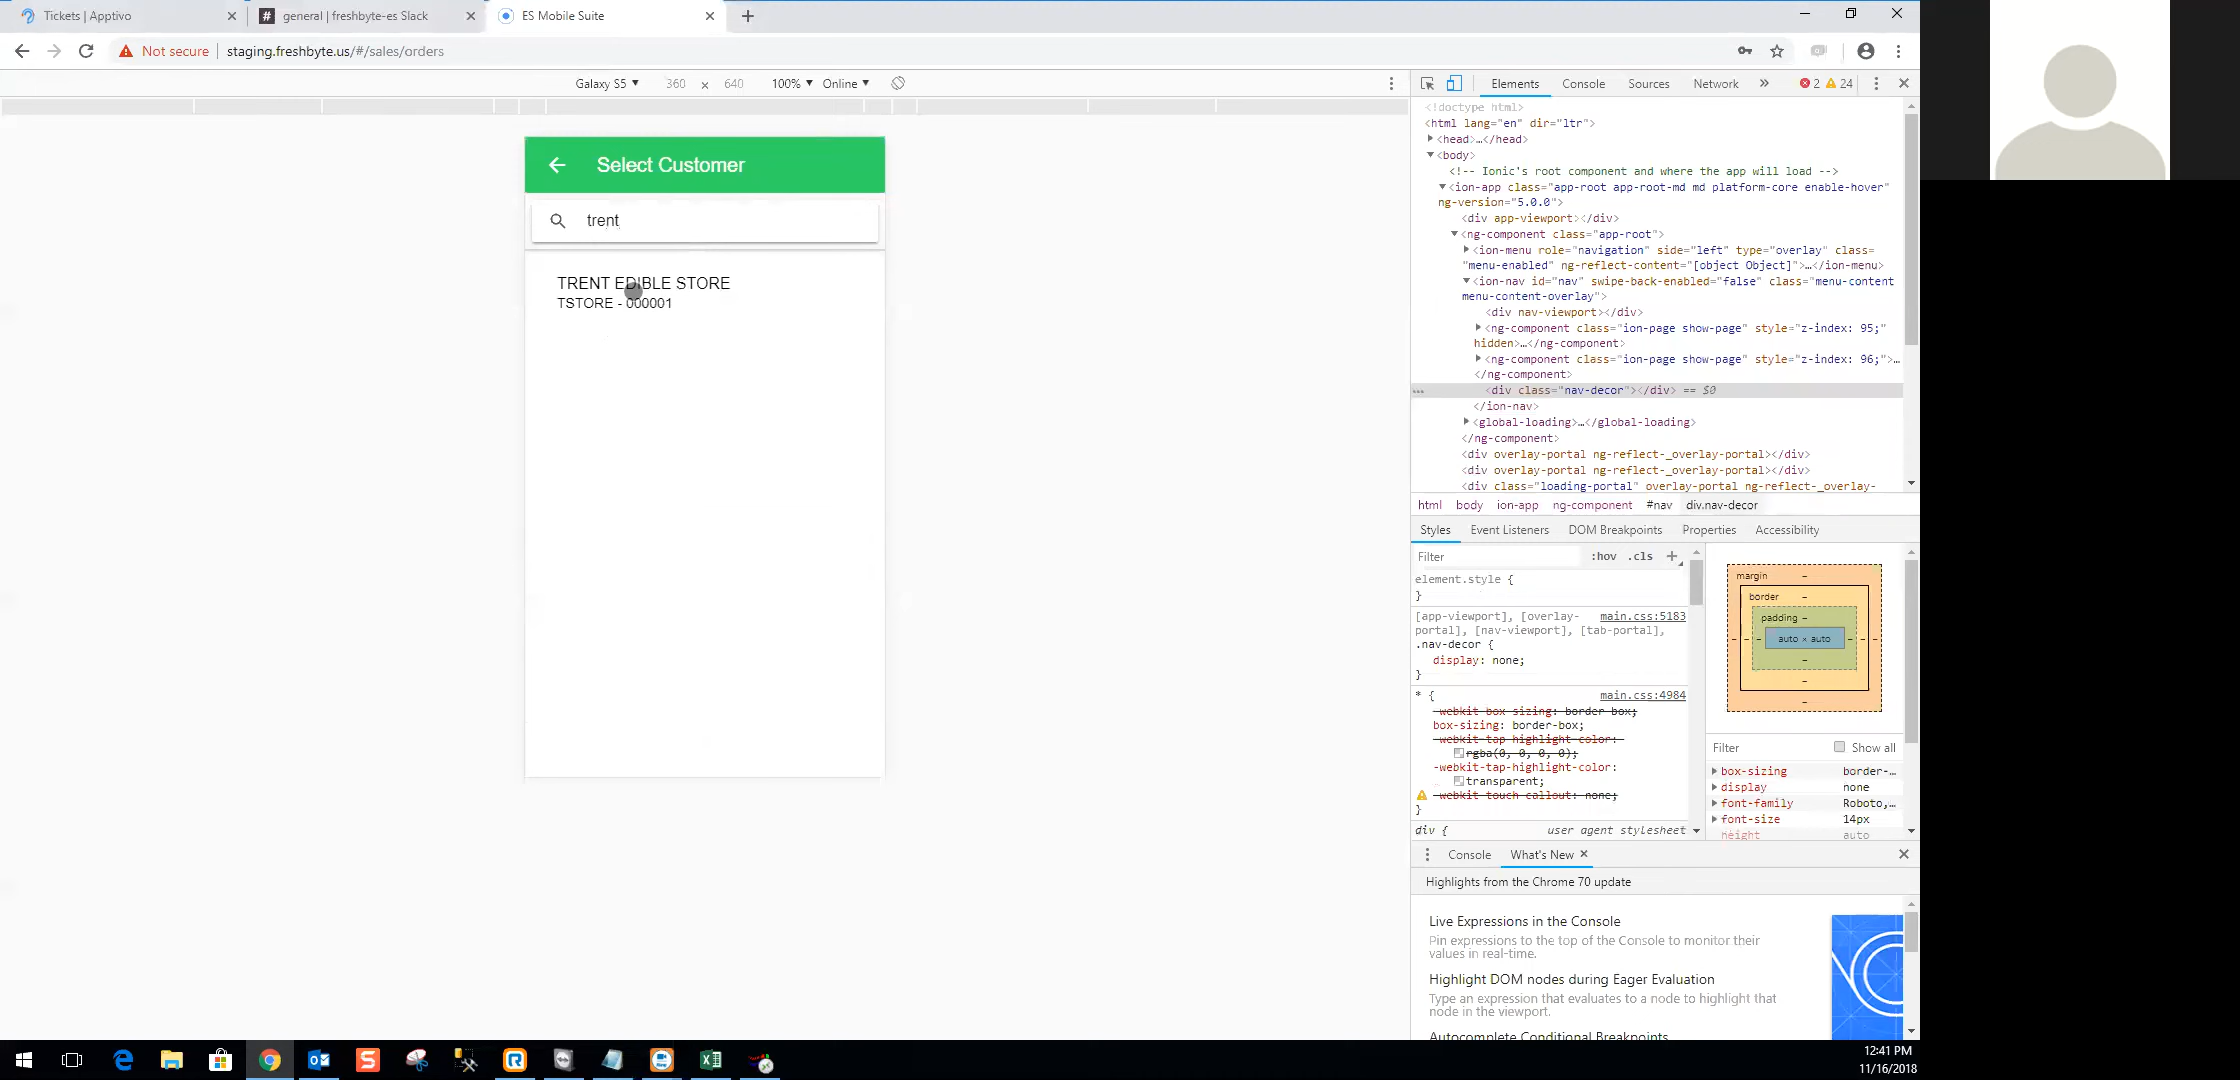 Tickets | Apptivo
# general | freshbyte-es Slack
ES Mobile Suite
Not secure
staging.freshbyte.us/#/sales/orders
Galaxy S5 ▼ 360 x 640 100% ▼ Online ▼
Select Customer
trent
TRENT EDIBLE STORE
TSTORE - 000001
Elements Console Sources Network » 2 24
<!doctype html>
<html lang="en" dir="ltr">
<head>…</head>
<body>
<!-- Ionic's root component and where the app will load -->
<ion-app class="app-root app-root-md md platform-core enable-hover"
ng-version="5.0.0">
<div app-viewport></div>
<ng-component class="app-root">
<ion-menu role="navigation" side="left" type="overlay" class=
"menu-enabled" ng-reflect-content="[object Object]">…</ion-menu>
<ion-nav id="nav" swipe-back-enabled="false" class="menu-content
menu-content-overlay">
<div nav-viewport></div>
<ng-component class="ion-page show-page" style="z-index: 95;"
hidden>…</ng-component>
<ng-component class="ion-page show-page" style="z-index: 96;">…
</ng-component>
… <div class="nav-decor"></div> == $0
</ion-nav>
<global-loading>…</global-loading>
</ng-component>
<div overlay-portal ng-reflect-_overlay-portal></div>
<div overlay-portal ng-reflect-_overlay-portal></div>
<div class="loading-portal" overlay-portal ng-reflect-_overlay-
html body ion-app ng-component #nav div.nav-decor
Styles Event Listeners DOM Breakpoints Properties Accessibility
Filter :hov .cls +
element.style {
}
[app-viewport], [overlay- main.css:5183
portal], [nav-viewport], [tab-portal],
.nav-decor {
display: none;
}
* { main.css:4984
-webkit-box-sizing: border-box;
box-sizing: border-box;
-webkit-tap-highlight-color:
rgba(0, 0, 0, 0);
-webkit-tap-highlight-color:
transparent;
-webkit-touch-callout: none;
}
div { user agent stylesheet
margin –
border –
padding –
– – – auto × auto – – –
–
–
–
Filter Show all
box-sizing border-…
display none
font-family Roboto,…
font-size 14px
height auto
Console What's New ×
Highlights from the Chrome 70 update
Live Expressions in the Console
Pin expressions to the top of the Console to monitor their
values in real-time.
Highlight DOM nodes during Eager Evaluation
Type an expression that evaluates to a node to highlight that
node in the viewport.
Autocomplete Conditional Breakpoints
12:41 PM
11/16/2018